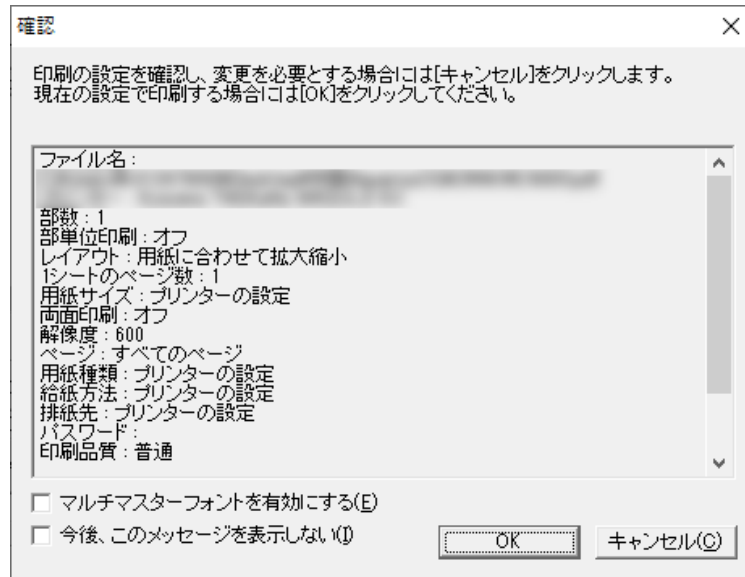 確認
印刷の設定を確認し、変更を必要とする場合には[キャンセル]をクリックします。
現在の設定で印刷する場合には[OK]をクリックしてください。
ファイル名 :
部数 : 1
部単位印刷 : オフ
レイアウト : 用紙に合わせて拡大縮小
1シートのページ数 : 1
用紙サイズ : プリンターの設定
両面印刷 : オフ
解像度 : 600
ページ : すべてのページ
用紙種類 : プリンターの設定
給紙方法 : プリンターの設定
排紙先 : プリンターの設定
パスワード :
印刷品質 : 普通
マルチマスターフォントを有効にする(E)
今後、このメッセージを表示しない(I)
OK
キャンセル(C)